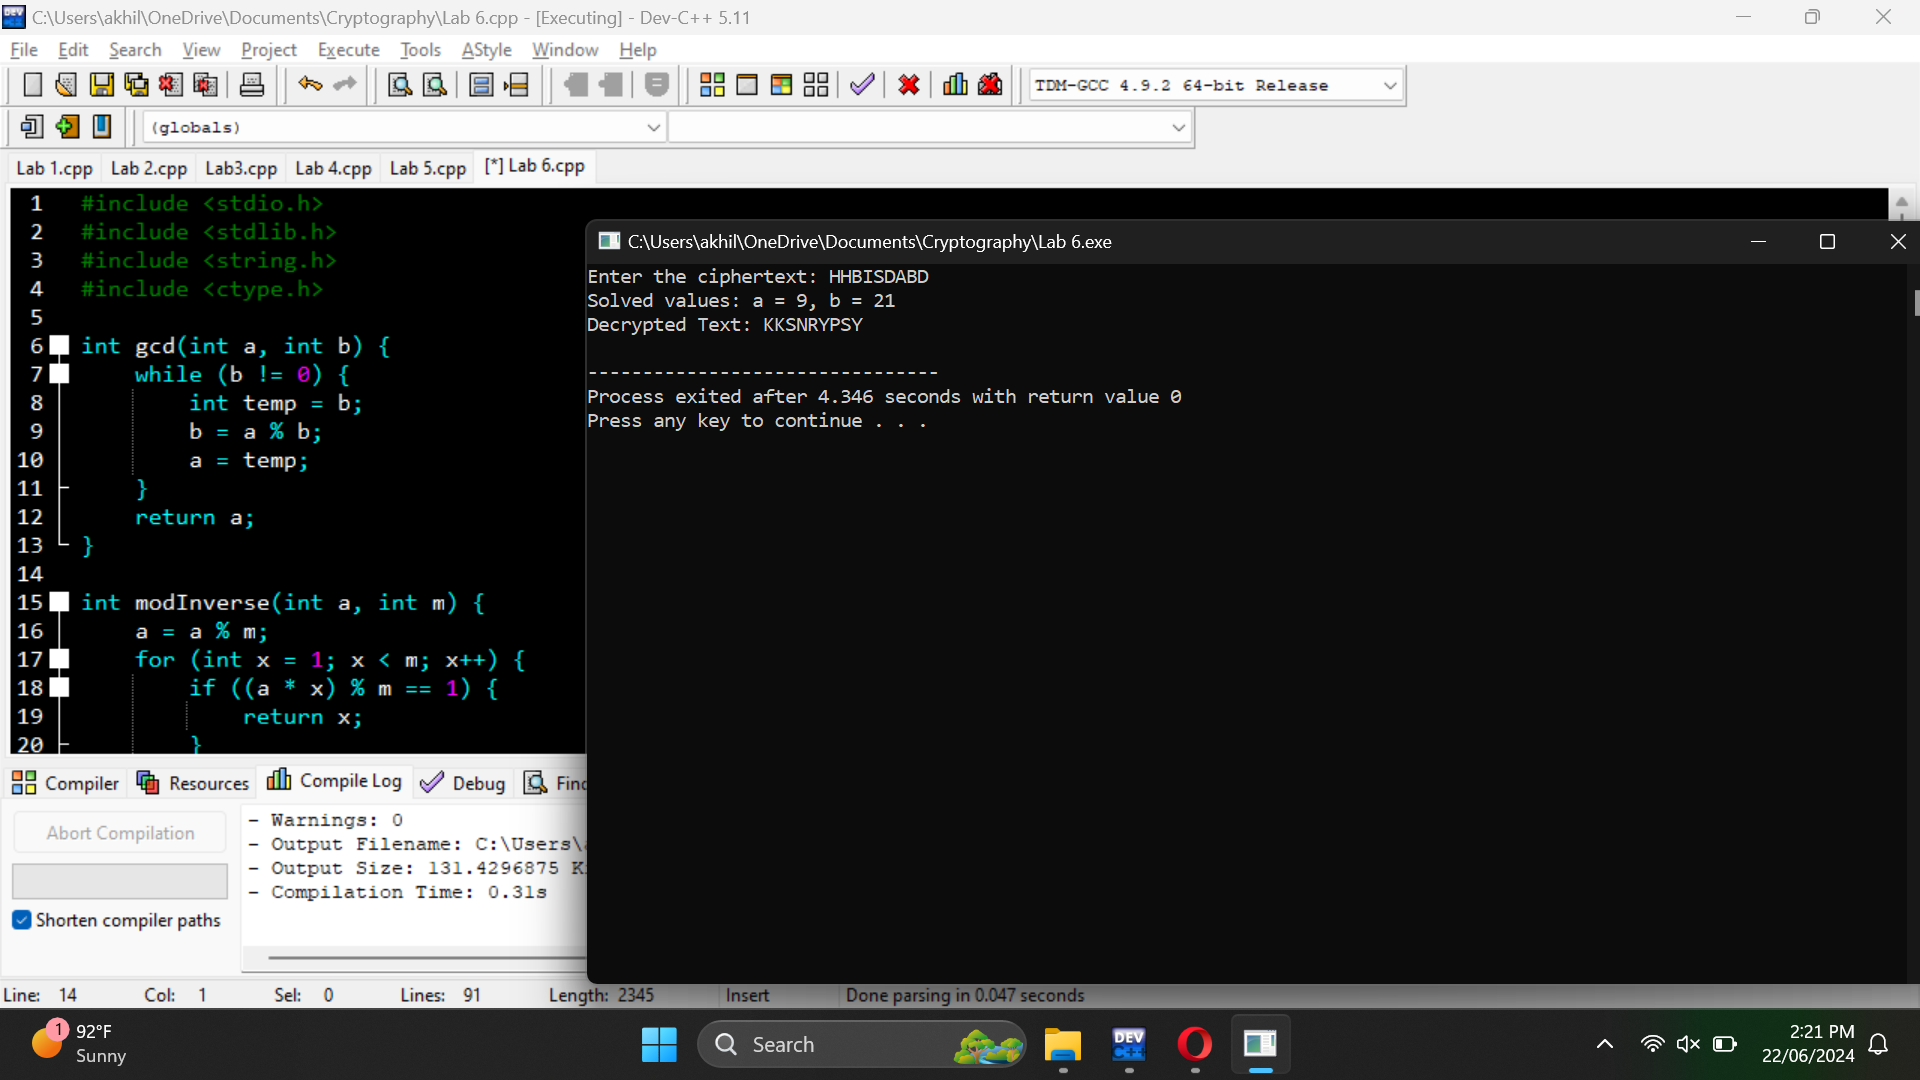 C:\Users\akhil\OneDrive\Documents\Cryptography\Lab 6.cpp - [Executing] - Dev-C++ 5.11
File Edit Search View Project Execute Tools AStyle Window Help
TDM-GCC 4.9.2 64-bit Release
(globals)
Lab 1.cpp Lab 2.cpp Lab3.cpp Lab 4.cpp Lab 5.cpp [*] Lab 6.cpp
1 #include <stdio.h>
2 #include <stdlib.h>
3 #include <string.h>
4 #include <ctype.h>
5
6 int gcd(int a, int b) {
7 while (b != 0) {
8 int temp = b;
9 b = a % b;
10 a = temp;
11 }
12 return a;
13 }
14
15 int modInverse(int a, int m) {
16 a = a % m;
17 for (int x = 1; x < m; x++) {
18 if ((a * x) % m == 1) {
19 return x;
20 }
C:\Users\akhil\OneDrive\Documents\Cryptography\Lab 6.exe
Enter the ciphertext: HHBISDABD
Solved values: a = 9, b = 21
Decrypted Text: KKSNRYPSY
--------------------------------
Process exited after 4.346 seconds with return value 0
Press any key to continue . . .
Compiler Resources Compile Log Debug
Abort Compilation
Shorten compiler paths
- Warnings: 0
- Output Filename: C:\Users\
- Output Size: 131.4296875
- Compilation Time: 0.31s
Line: 14 Col: 1 Sel: 0 Lines: 91 Length: 2345 Insert Done parsing in 0.047 seconds
1
92°F
Sunny
Search
DEV
C++
2:21 PM
22/06/2024